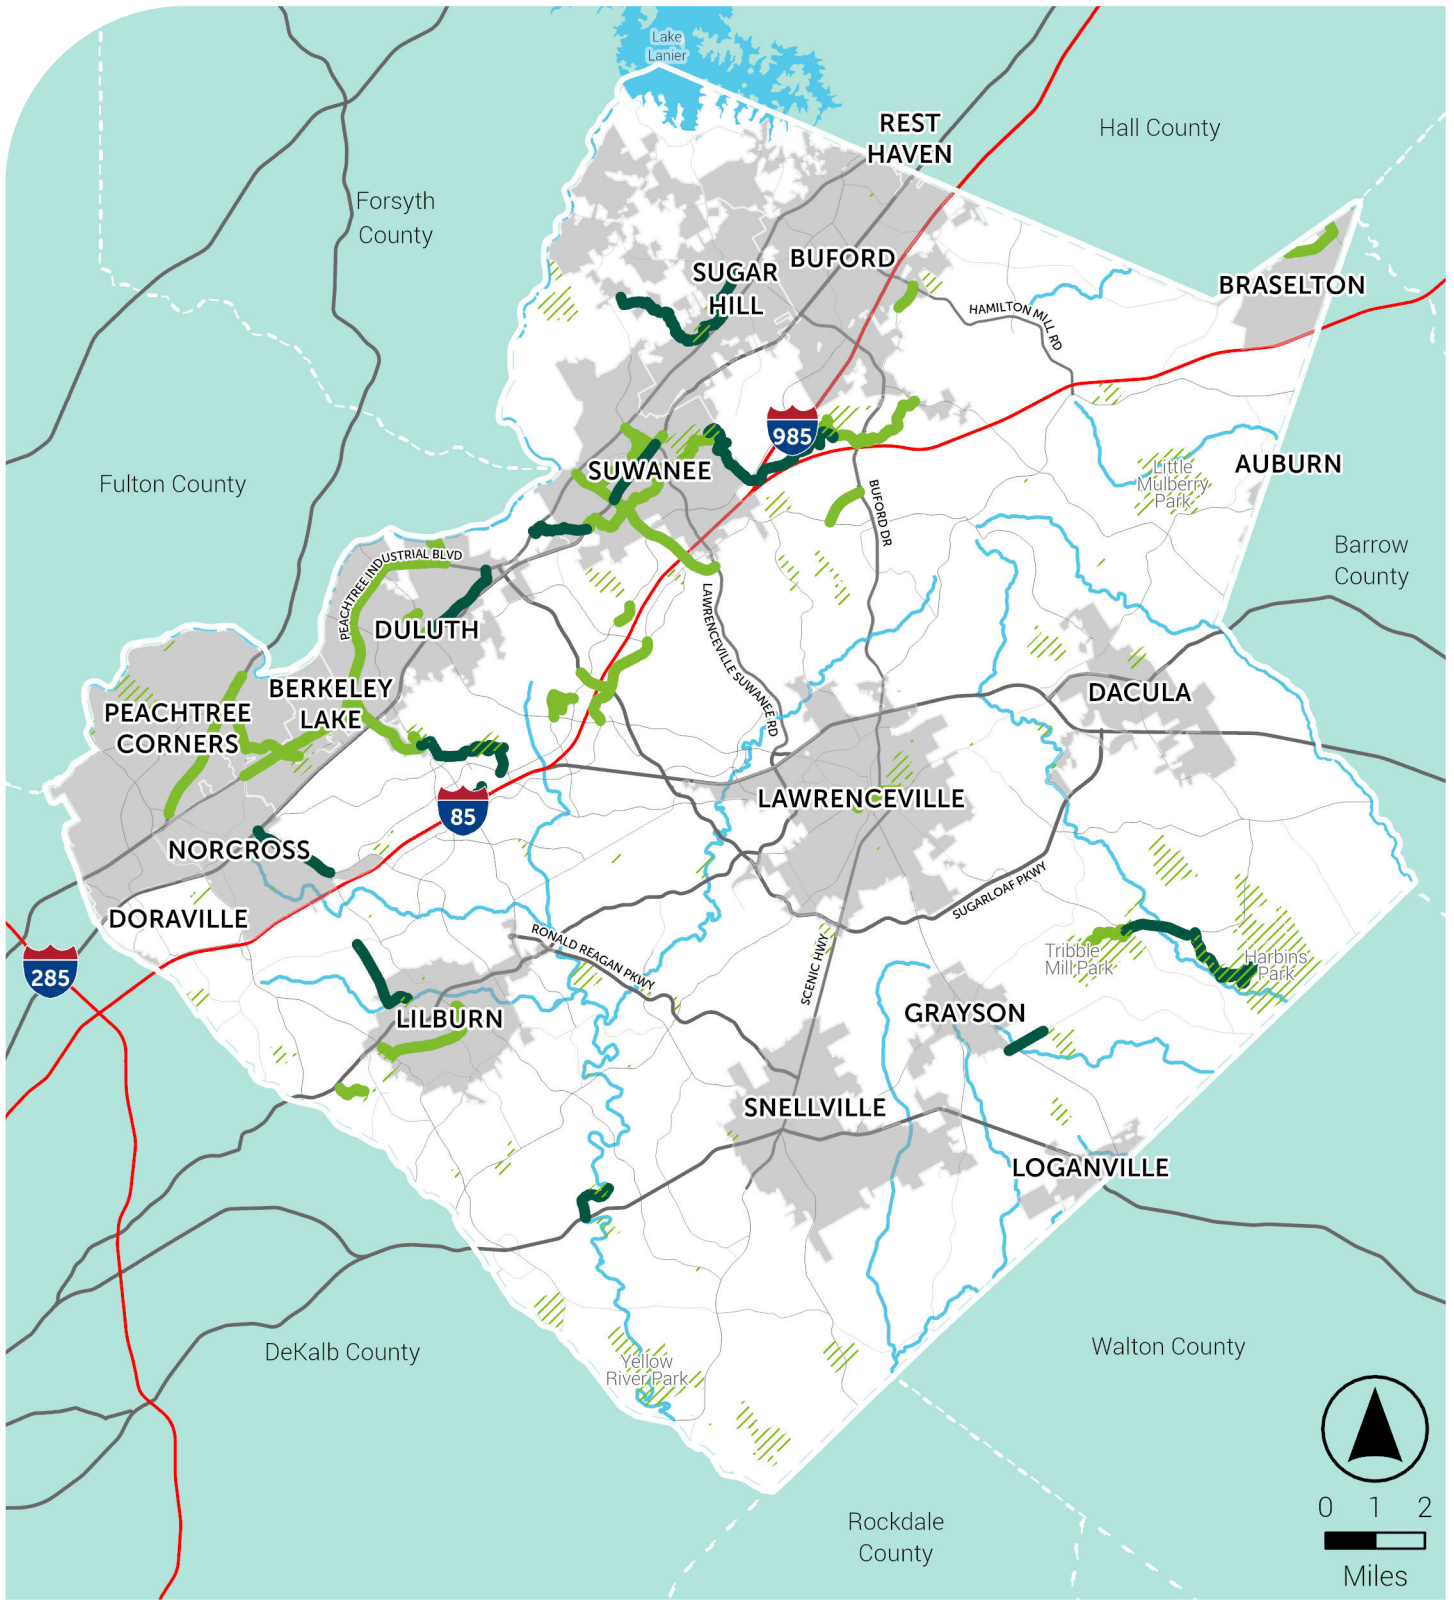 Lake
Lanier
REST
HAVEN
Hall County
Forsyth
County
SUGAR
HILL
BUFORD
BRASELTON
HAMILTON MILL RD
985
SUWANEE
Little
Mulberry
Park
AUBURN
Fulton County
BUFORD DR
Barrow
County
PEACHTREE INDUSTRIAL BLVD
DULUTH
LAWRENCEVILLE SUWANEE RD
BERKELEY
LAKE
PEACHTREE
CORNERS
DACULA
LAWRENCEVILLE
85
NORCROSS
SUGARLOAF PKWY
DORAVILLE
RONALD REAGAN PKWY
SCENIC HWY
Tribble
Mill Park
Harbins
Park
285
LILBURN
GRAYSON
SNELLVILLE
LOGANVILLE
DeKalb County
Yellow
River Park
Walton County
Rockdale
County
0 1 2
Miles